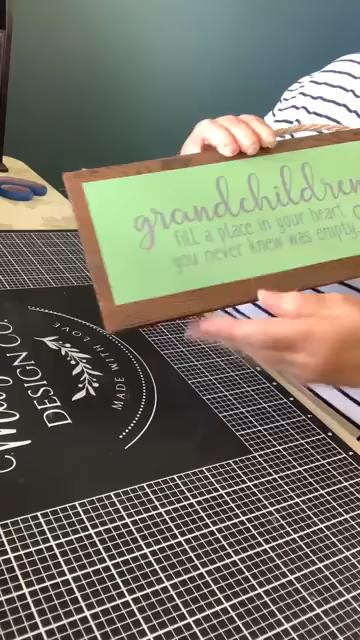 grandchildren
fill a place in your heart
you never knew was empty.
DESIGN CO.
MADE WITH LOVE